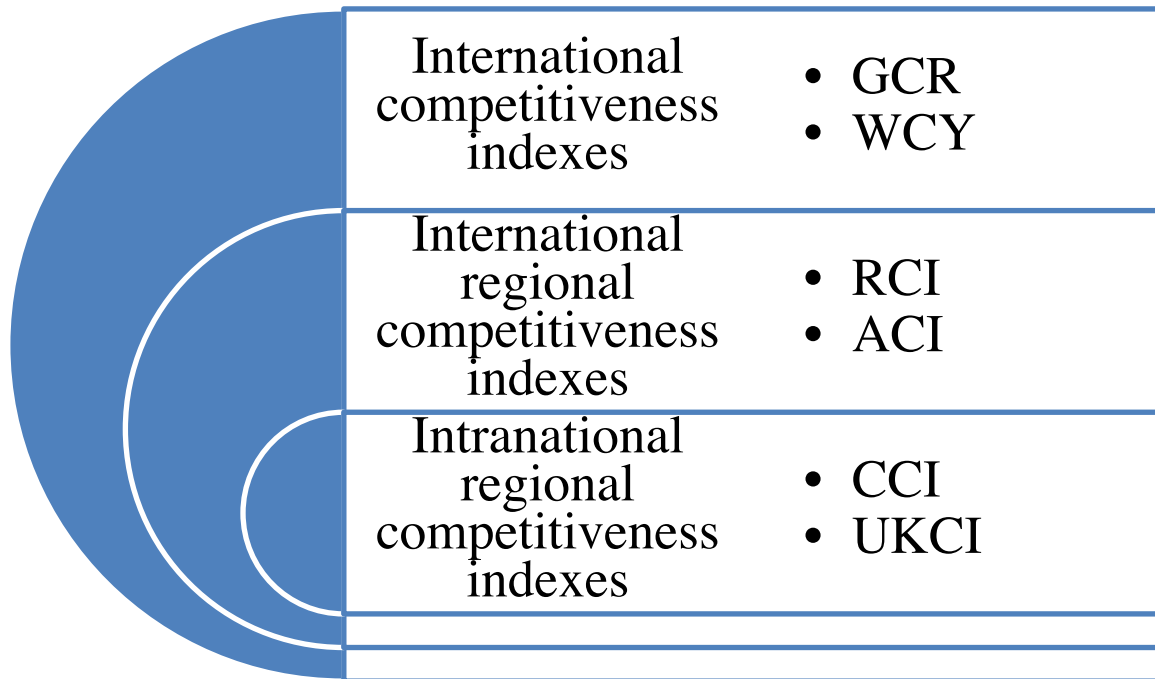 International
competitiveness
indexes
• GCR
• WCY
International
regional
competitiveness
indexes
• RCI
• ACI
Intranational
regional
competitiveness
indexes
• CCI
• UKCI